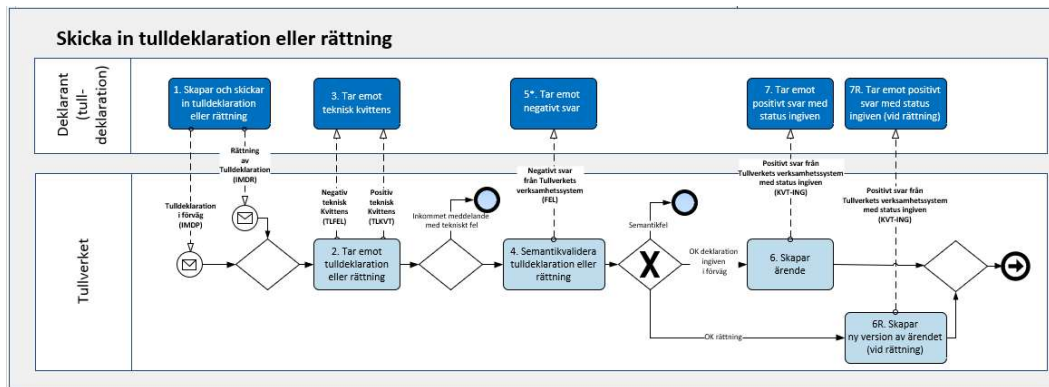 Skicka in tulldeklaration eller rättning
Deklarant
(tull-
deklaration)
1. Skapar och skickar
in tulldeklaration
eller rättning
3. Tar emot
teknisk kvittens
5*. Tar emot
negativt svar
7. Tar emot
positivt svar med
status ingiven
7R. Tar emot positivt
svar med status
ingiven (vid rättning)
Rättning
av
Tulldeklaration
(IMDR)
Tulldeklaration
i förväg
(IMDP)
Negativ
teknisk
Kvittens
(TLFEL)
Positiv
teknisk
Kvittens
(TLKVT)
Inkommet meddelande
med tekniskt fel
Negativt svar
från Tullverkets
verksamhetssystem
(FEL)
Semantikfel
Positivt svar från
Tullverkets verksamhetssystem
med status ingiven
(KVT-ING)
Positivt svar från
Tullverkets verksamhetssystem
med status ingiven
(KVT-ING)
Tullverket
2. Tar emot
tulldeklaration
eller rättning
4. Semantikvalidera
tulldeklaration eller
rättning
X
OK deklaration
ingiven
i förväg
6. Skapar
ärende
OK rättning
6R. Skapar
ny version av ärendet
(vid rättning)